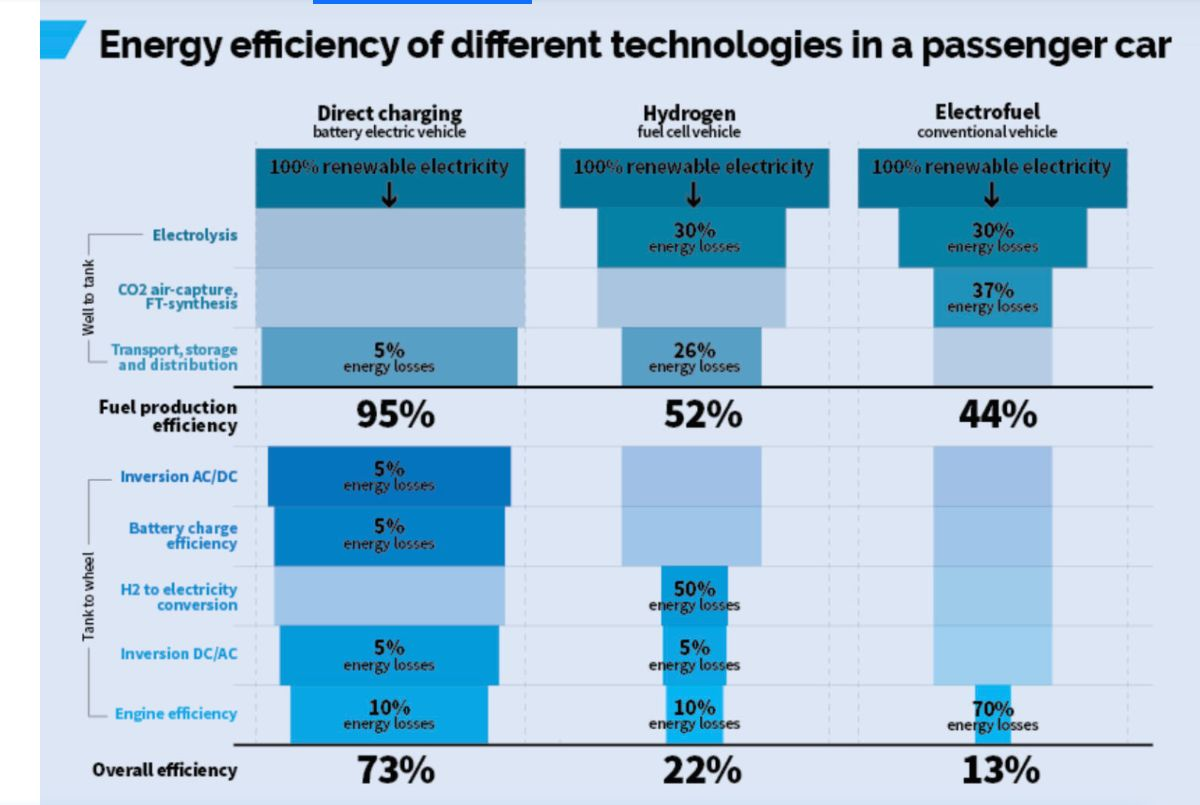 Energy efficiency of different technologies in a passenger car
Direct charging
battery electric vehicle
Hydrogen
fuel cell vehicle
Electrofuel
conventional vehicle
100% renewable electricity
↓
100% renewable electricity
↓
100% renewable electricity
↓
Well to tank
Electrolysis
30%
energy losses
30%
energy losses
CO2 air-capture,
FT-synthesis
37%
energy losses
Transport, storage
and distribution
5%
energy losses
26%
energy losses
Fuel production
efficiency
95%
52%
44%
Tank to wheel
Inversion AC/DC
5%
energy losses
Battery charge
efficiency
5%
energy losses
H2 to electricity
conversion
50%
energy losses
Inversion DC/AC
5%
energy losses
5%
energy losses
Engine efficiency
10%
energy losses
10%
energy losses
70%
energy losses
Overall efficiency
73%
22%
13%